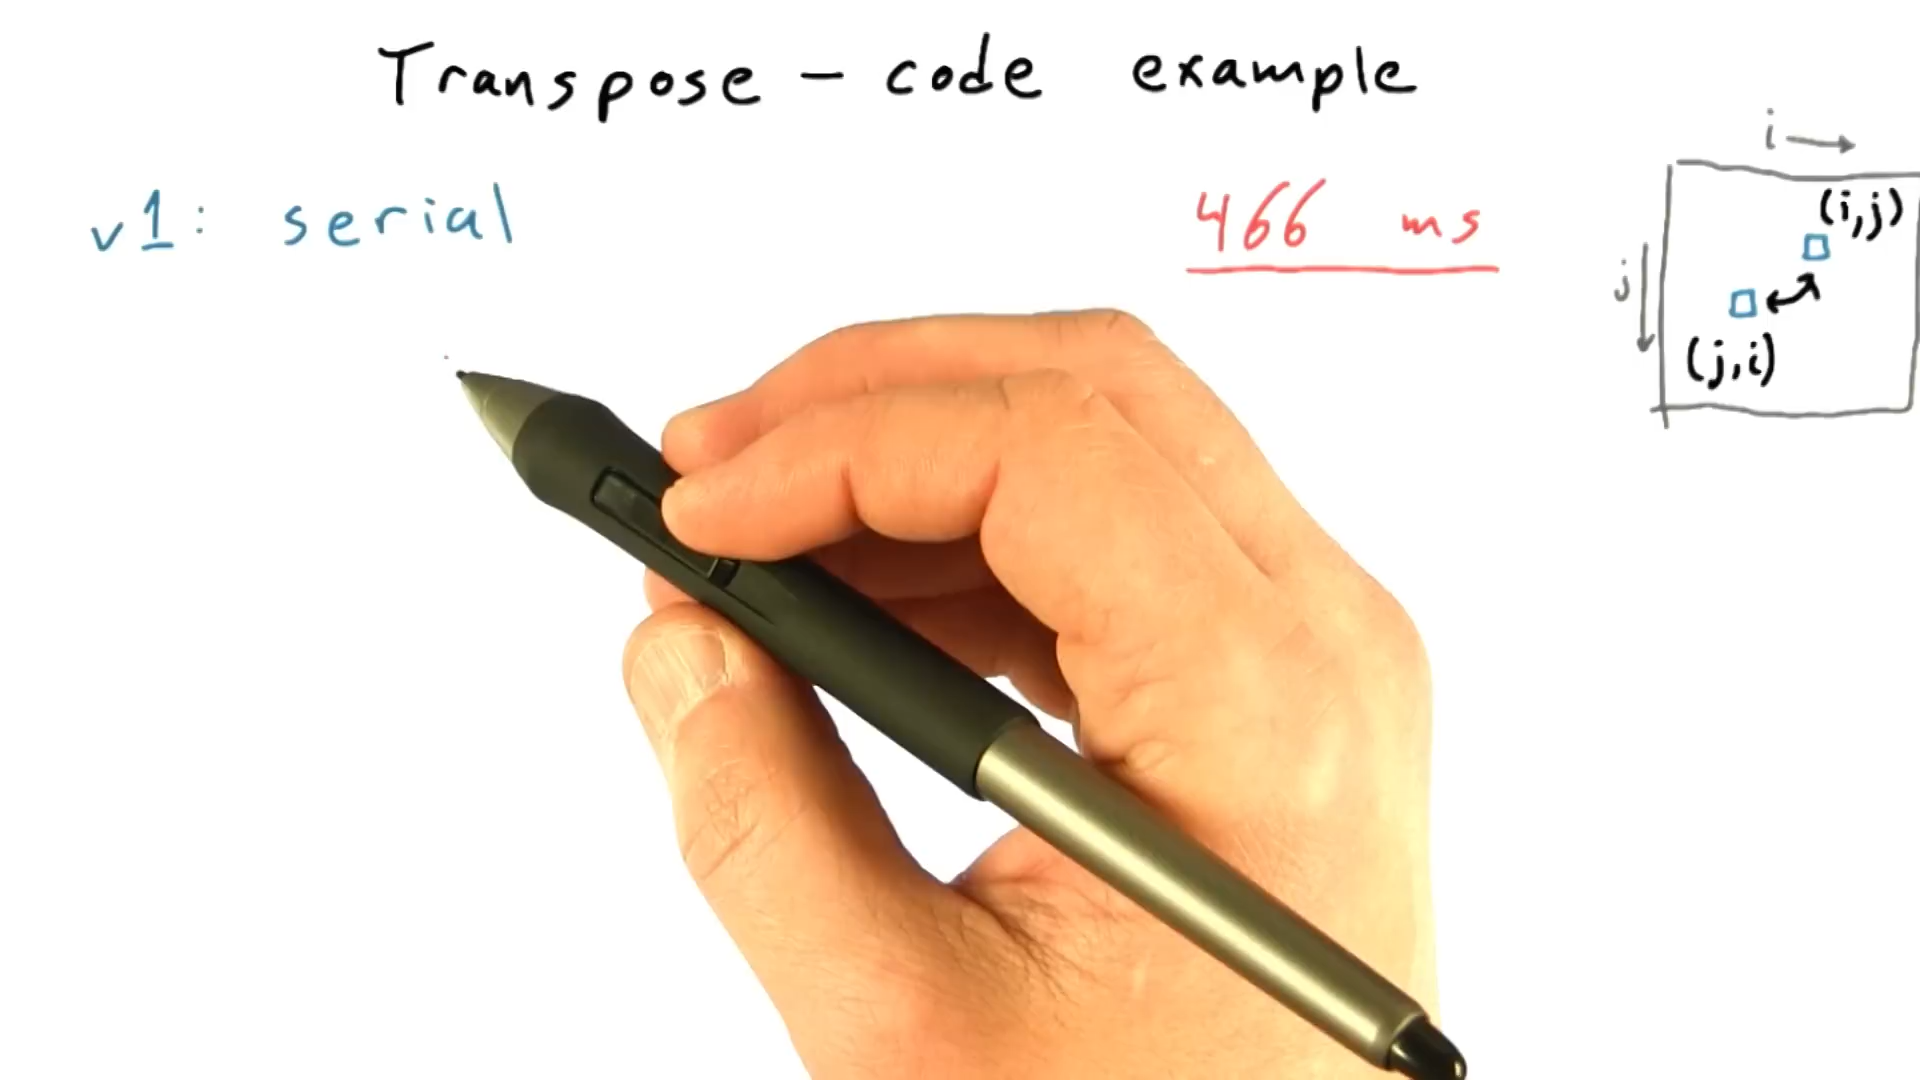 Transpose – code example
v1: serial 466 ms
i
(i,j)
j
(j,i)